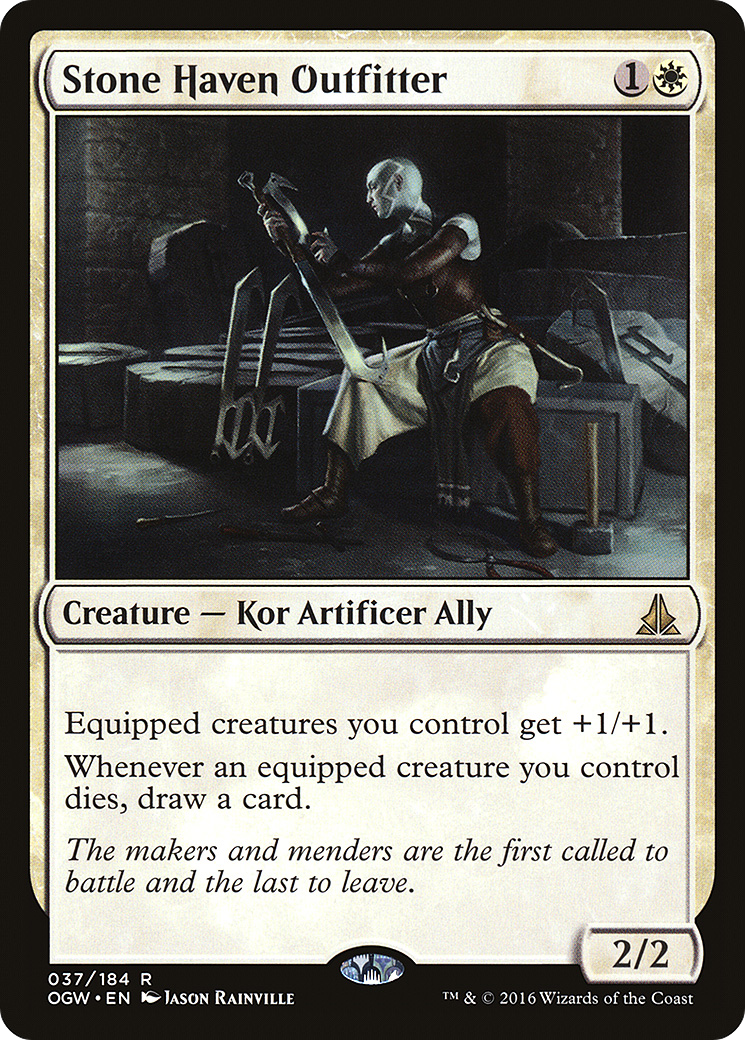 Stone Haven Outfitter 1
Creature — Kor Artificer Ally
Equipped creatures you control get +1/+1.
Whenever an equipped creature you control
dies, draw a card.
The makers and menders are the first called to
battle and the last to leave.
2/2
037/184 R
OGW • EN Jason Rainville
™ & © 2016 Wizards of the Coast